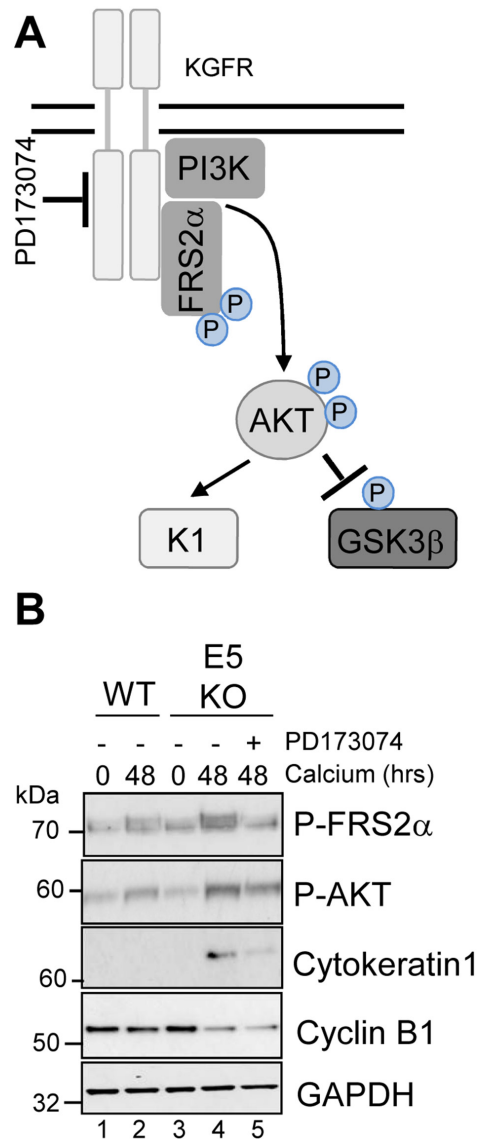 A
KGFR
PD173074
PI3K
FRS2α
P
P
P
AKT
P
P
K1
GSK3β
B
E5
WT KO
- - - - + PD173074
0 48 0 48 48 Calcium (hrs)
kDa
70 P-FRS2α
60 P-AKT
Cytokeratin1
60
Cyclin B1
50
GAPDH
32
1 2 3 4 5